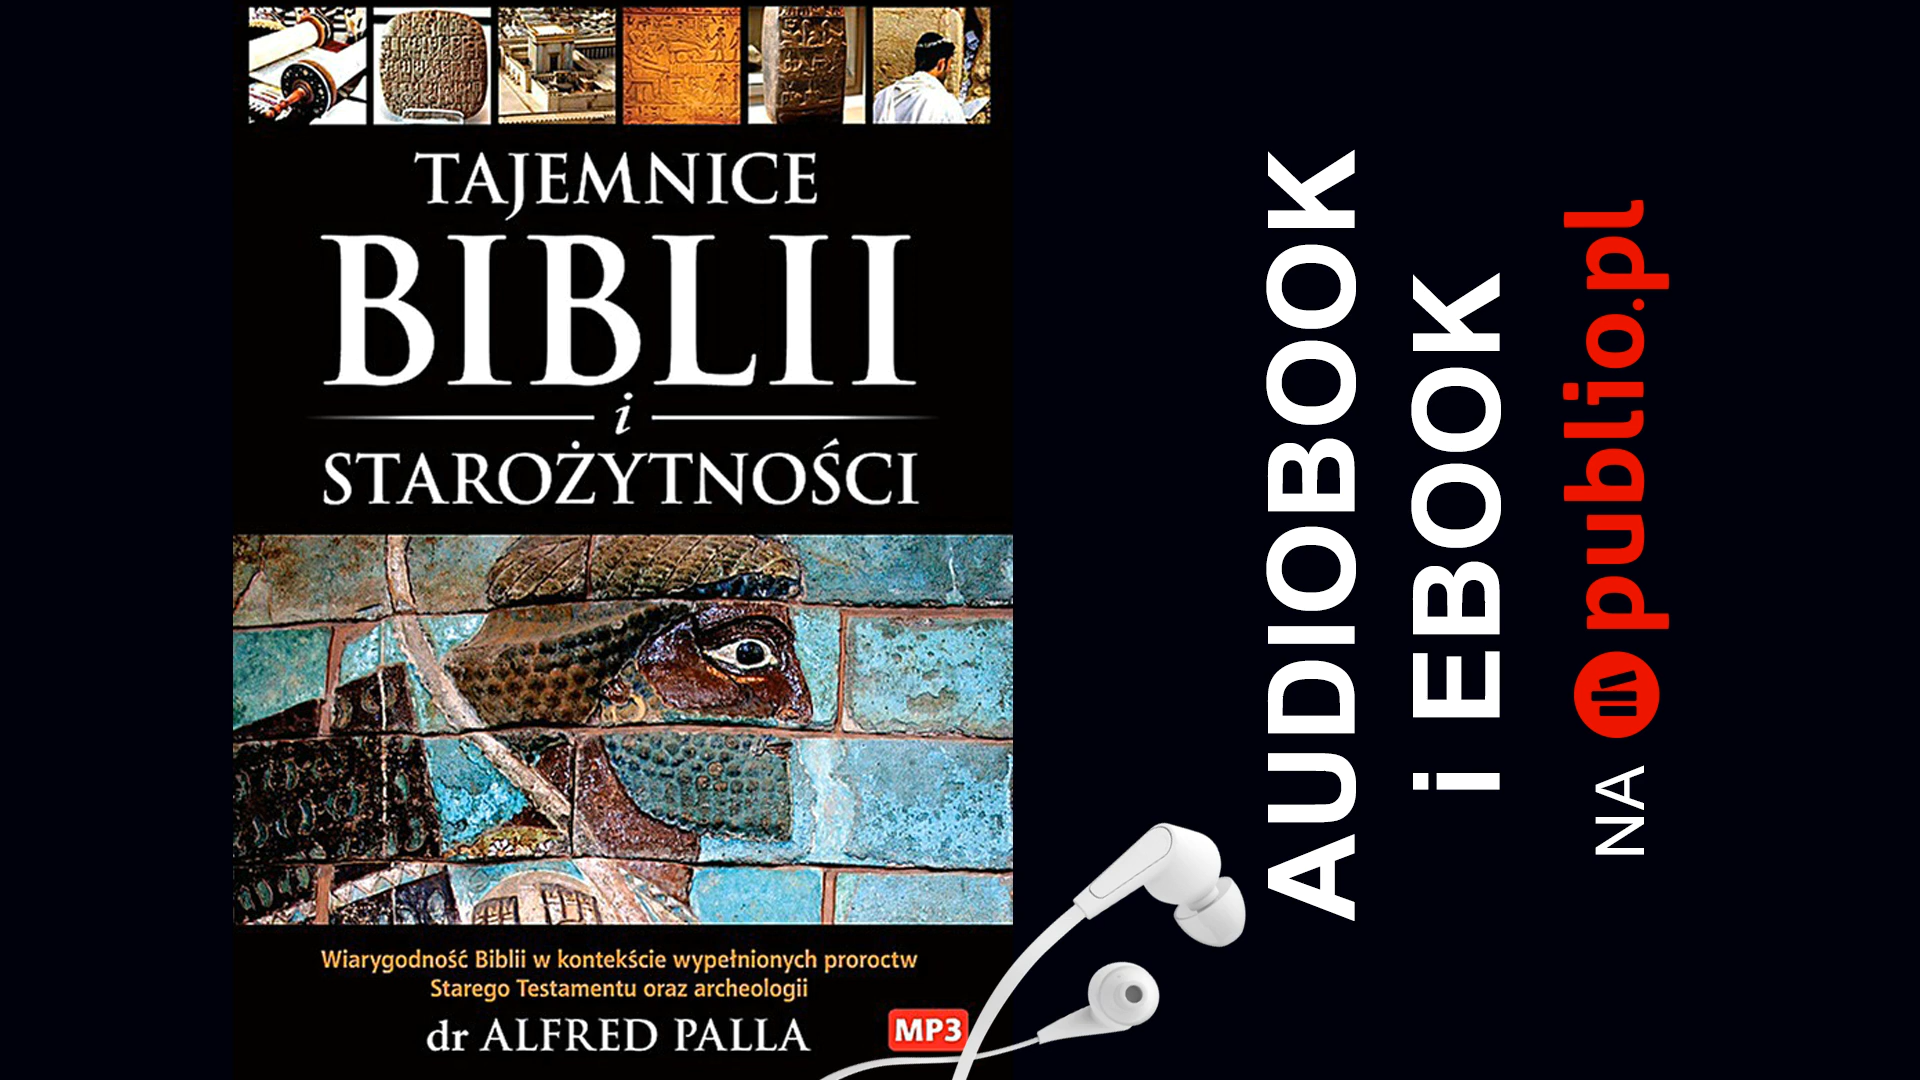 TAJEMNICE
BIBLII
i
STAROŻYTNOŚCI
Wiarygodność Biblii w kontekście wypełnionych proroctw
Starego Testamentu oraz archeologii
dr ALFRED PALLA
MP3
AUDIOBOOK
i EBOOK
NA publio.pl